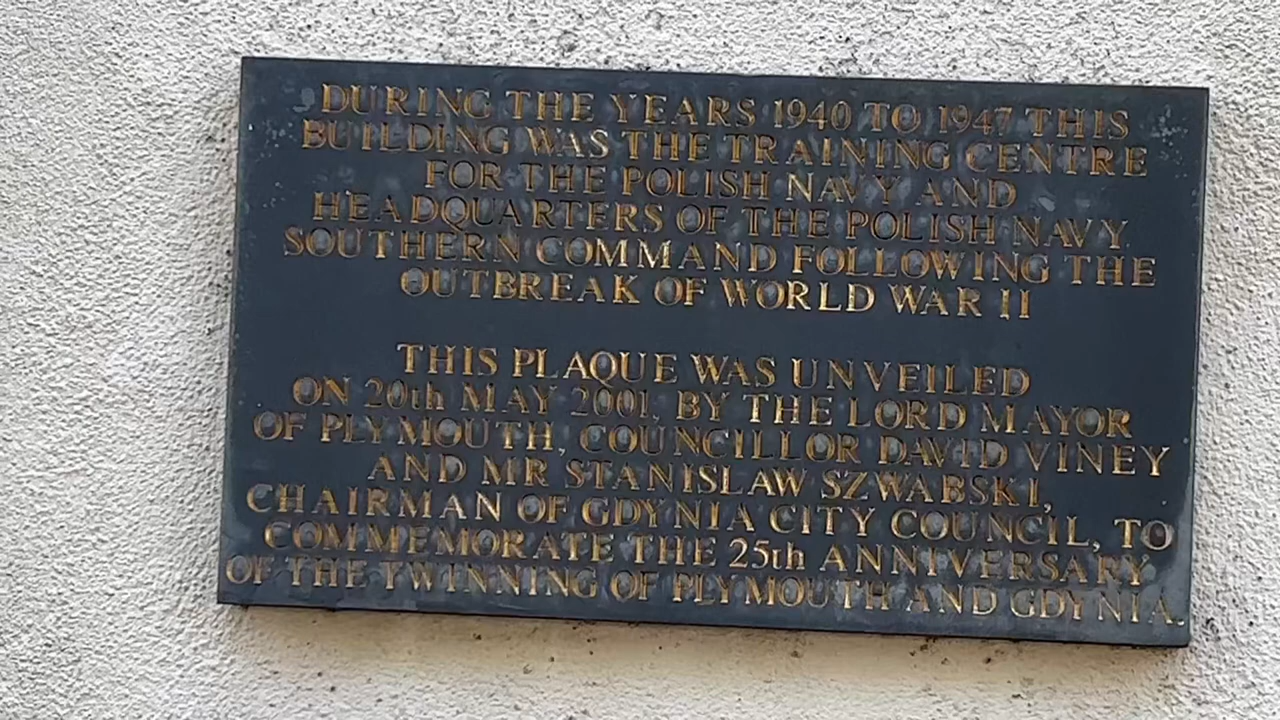 DURING THE YEARS 1940 TO 1947 THIS
BUILDING WAS THE TRAINING CENTRE
FOR THE POLISH NAVY AND
HEADQUARTERS OF THE POLISH NAVY
SOUTHERN COMMAND FOLLOWING THE
OUTBREAK OF WORLD WAR II
THIS PLAQUE WAS UNVEILED
ON 20th MAY 2001, BY THE LORD MAYOR
OF PLYMOUTH, COUNCILLOR DAVID VINEY
AND MR STANISLAW SZWABSKI,
CHAIRMAN OF GDYNIA CITY COUNCIL, TO
COMMEMORATE THE 25th ANNIVERSARY
OF THE TWINNING OF PLYMOUTH AND GDYNIA.